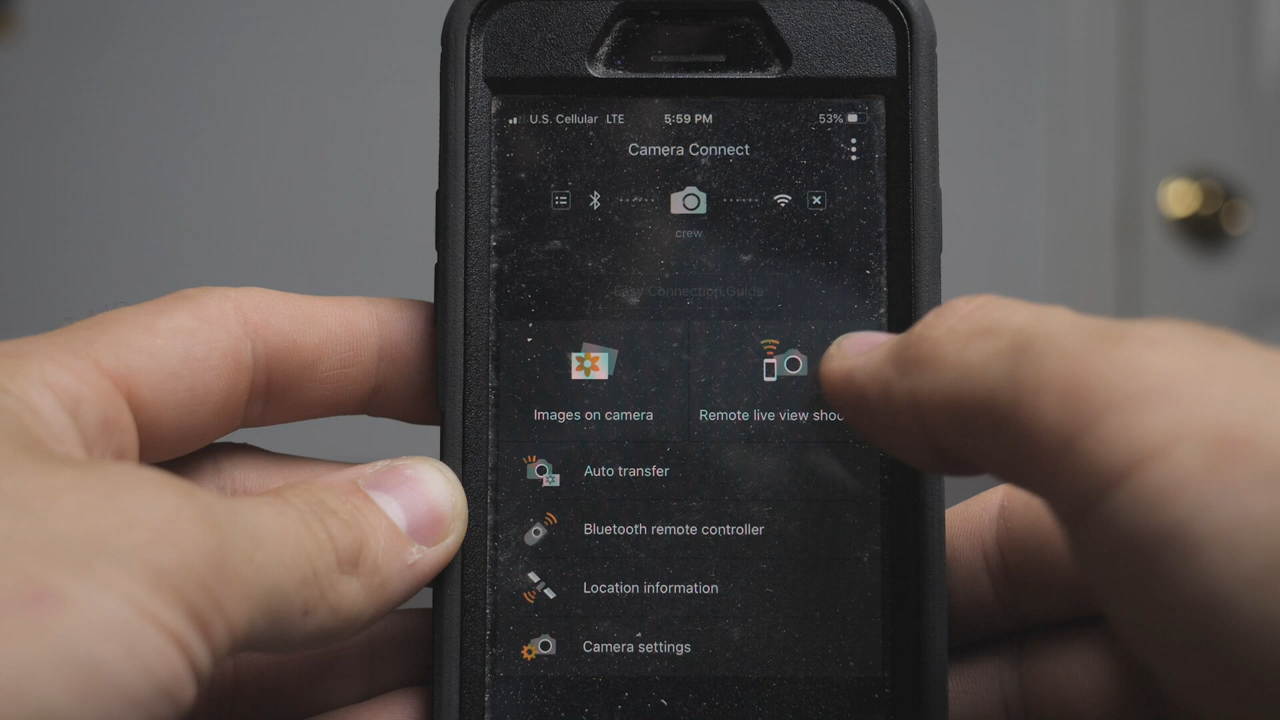 U.S. Cellular LTE 5:59 PM 53%
Camera Connect
crew
Easy Connection Guide
Images on camera
Remote live view shoo
Auto transfer
Bluetooth remote controller
Location information
Camera settings